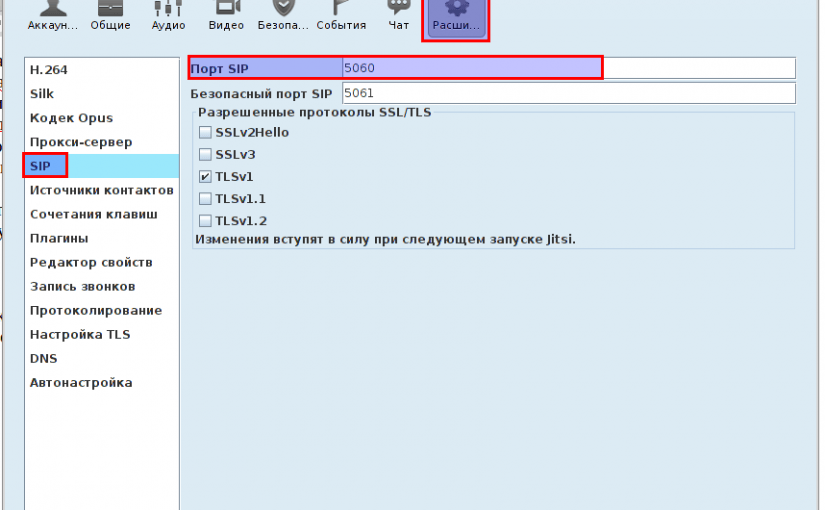 Аккаун... Общие Аудио Видео Безопа... События Чат Расши...
H.264
Silk
Кодек Opus
Прокси-сервер
SIP
Источники контактов
Сочетания клавиш
Плагины
Редактор свойств
Запись звонков
Протоколирование
Настройка TLS
DNS
Автонастройка
Порт SIP 5060
Безопасный порт SIP 5061
Разрешенные протоколы SSL/TLS
SSLv2Hello
SSLv3
TLSv1
TLSv1.1
TLSv1.2
Изменения вступят в силу при следующем запуске Jitsi.